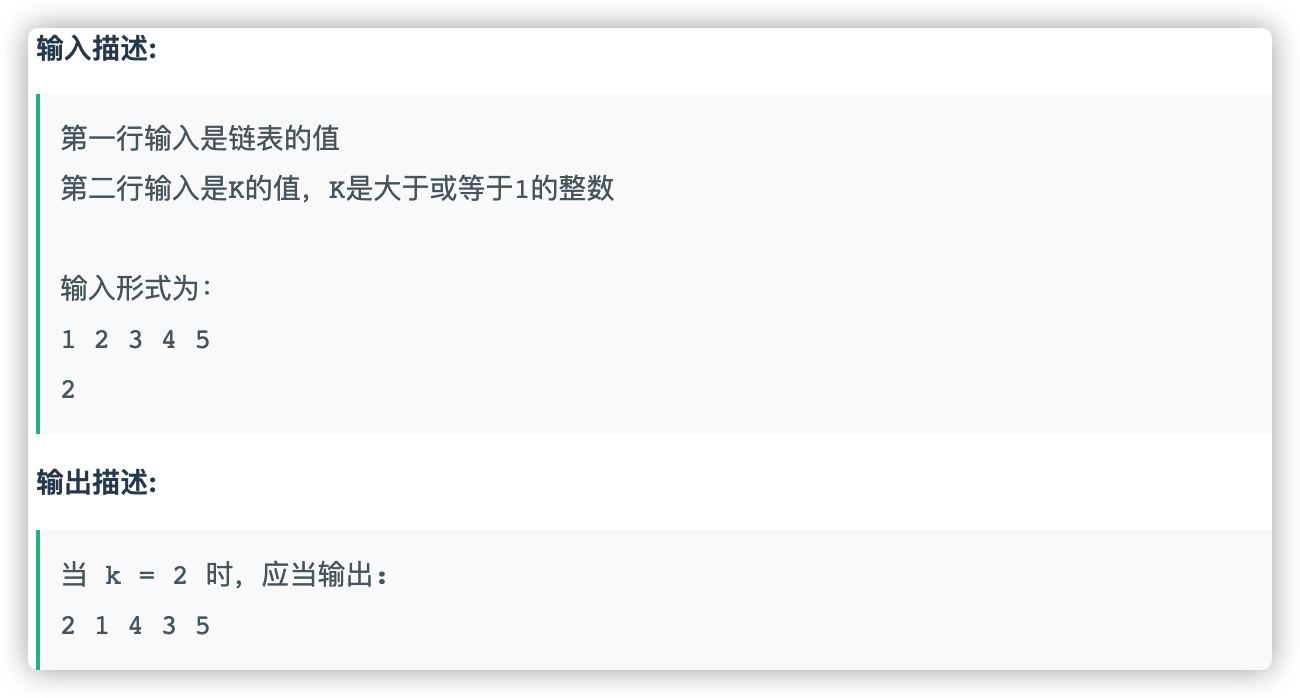 输入描述:
第一行输入是链表的值
第二行输入是K的值，K是大于或等于1的整数
输入形式为：
1 2 3 4 5
2
输出描述:
当 k = 2 时，应当输出：
2 1 4 3 5